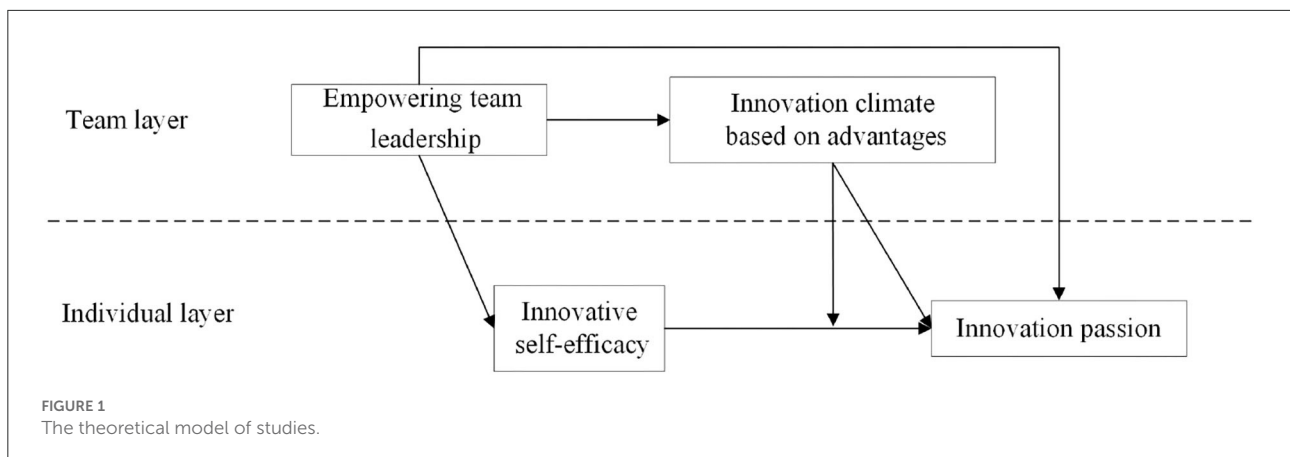 Team layer
Empowering team
leadership
Innovation climate
based on advantages
Individual layer
Innovative
self-efficacy
Innovation passion
FIGURE 1
The theoretical model of studies.